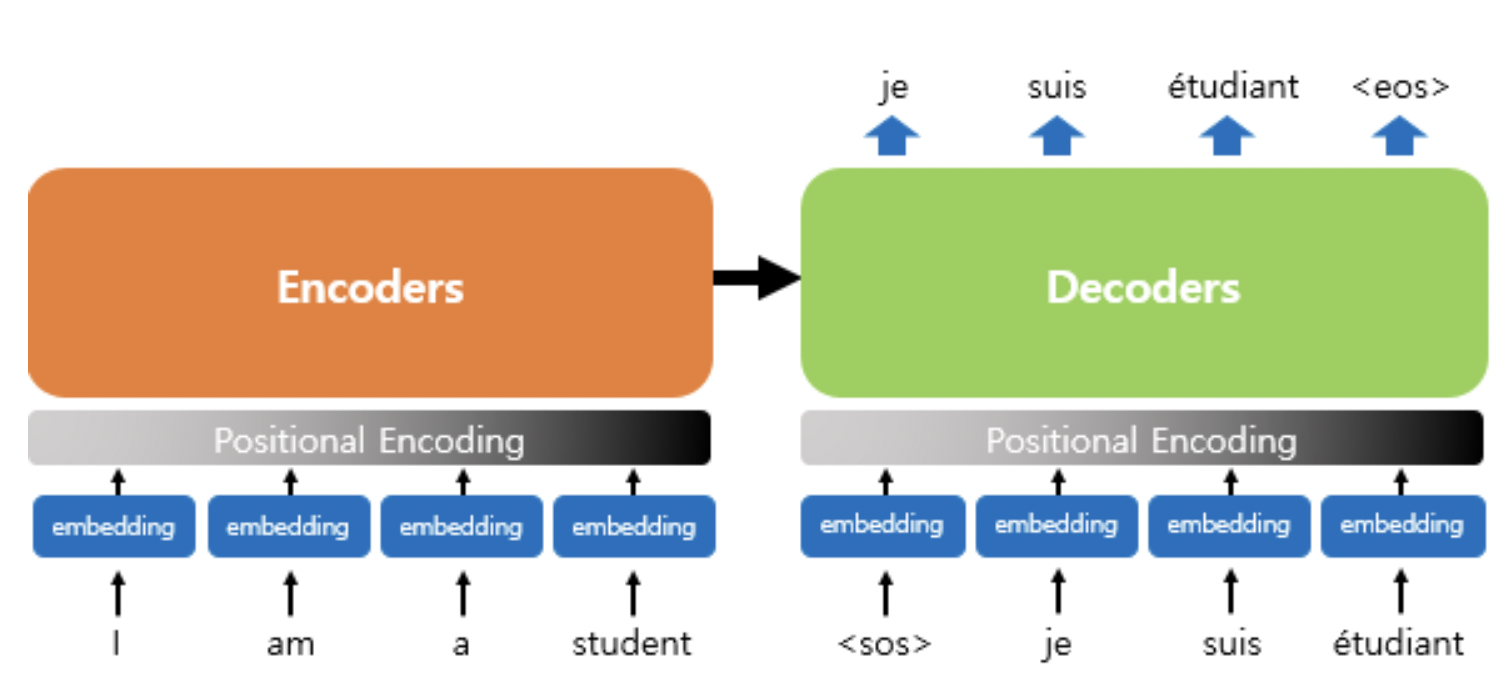 je suis étudiant <eos>
Encoders
Decoders
Positional Encoding
Positional Encoding
embedding embedding embedding embedding
embedding embedding embedding embedding
I am a student
<sos> je suis étudiant